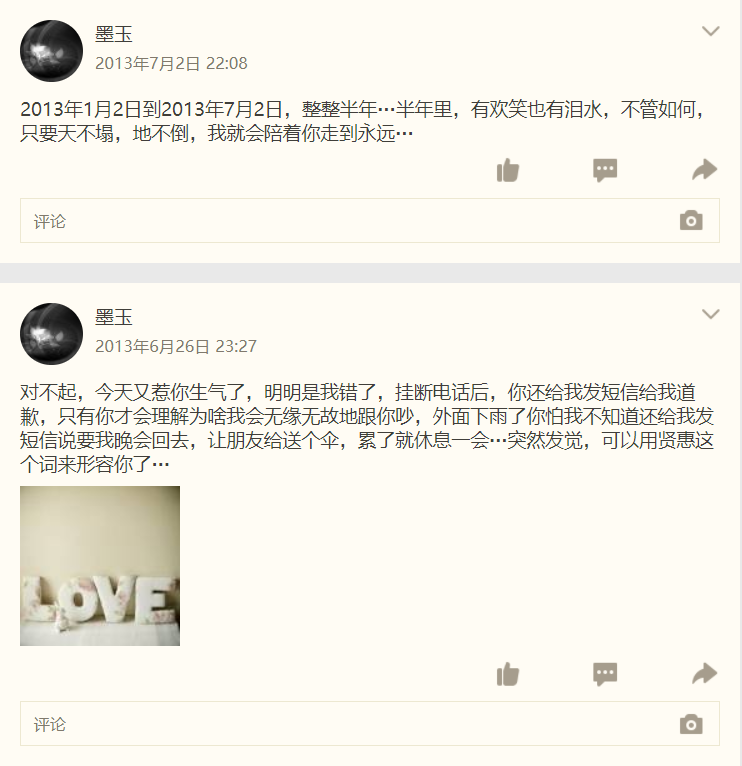 墨玉
2013年7月2日 22:08
2013年1月2日到2013年7月2日，整整半年…半年里，有欢笑也有泪水，不管如何，
只要天不塌，地不倒，我就会陪着你走到永远…
评论
墨玉
2013年6月26日 23:27
对不起，今天又惹你生气了，明明是我错了，挂断电话后，你还给我发短信给我道
歉，只有你才会理解为啥我会无缘无故地跟你吵，外面下雨了你怕我不知道还给我发
短信说要我晚会回去，让朋友给送个伞，累了就休息一会…突然发觉，可以用贤惠这
个词来形容你了…
LOVE
评论